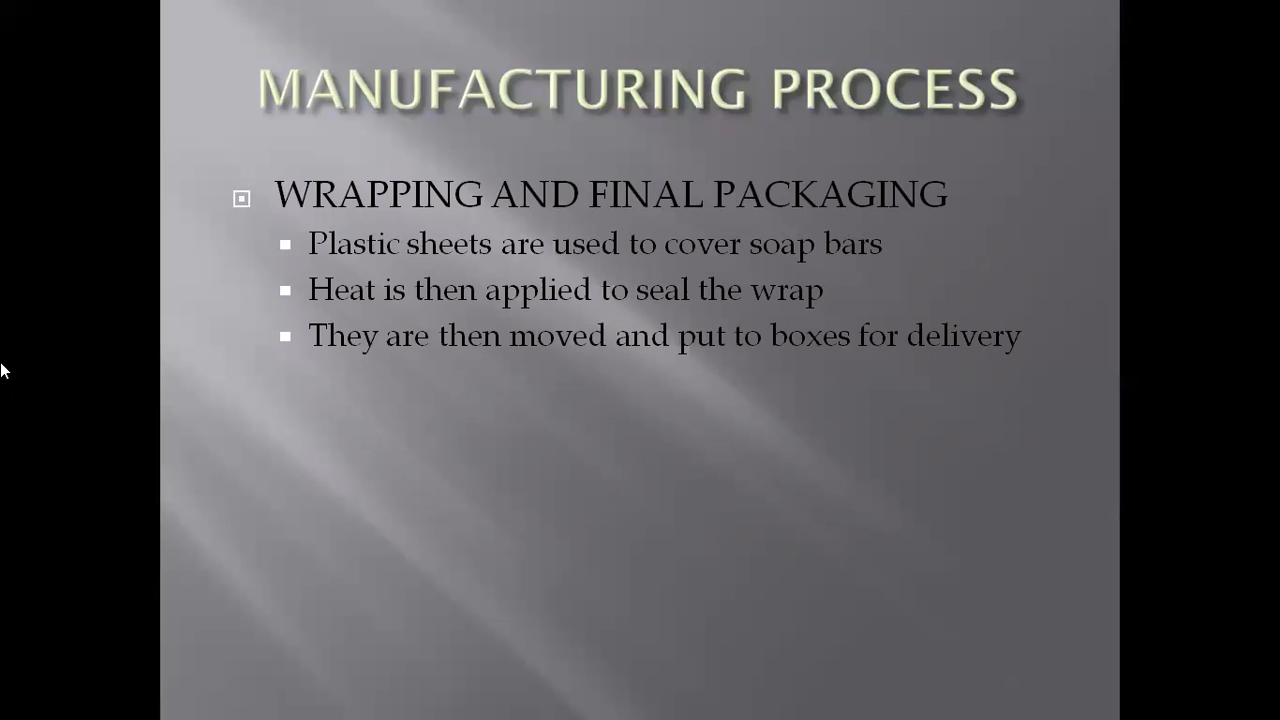 MANUFACTURING PROCESS
WRAPPING AND FINAL PACKAGING
Plastic sheets are used to cover soap bars
Heat is then applied to seal the wrap
They are then moved and put to boxes for delivery